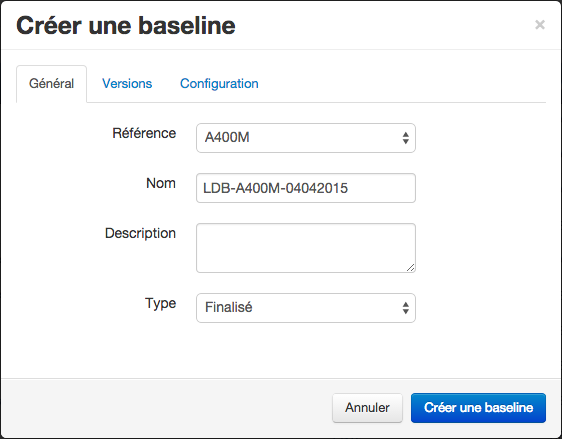 Créer une baseline ×
Général Versions Configuration
Référence A400M
Nom LDB-A400M-04042015
Description
Type Finalisé
Annuler Créer une baseline